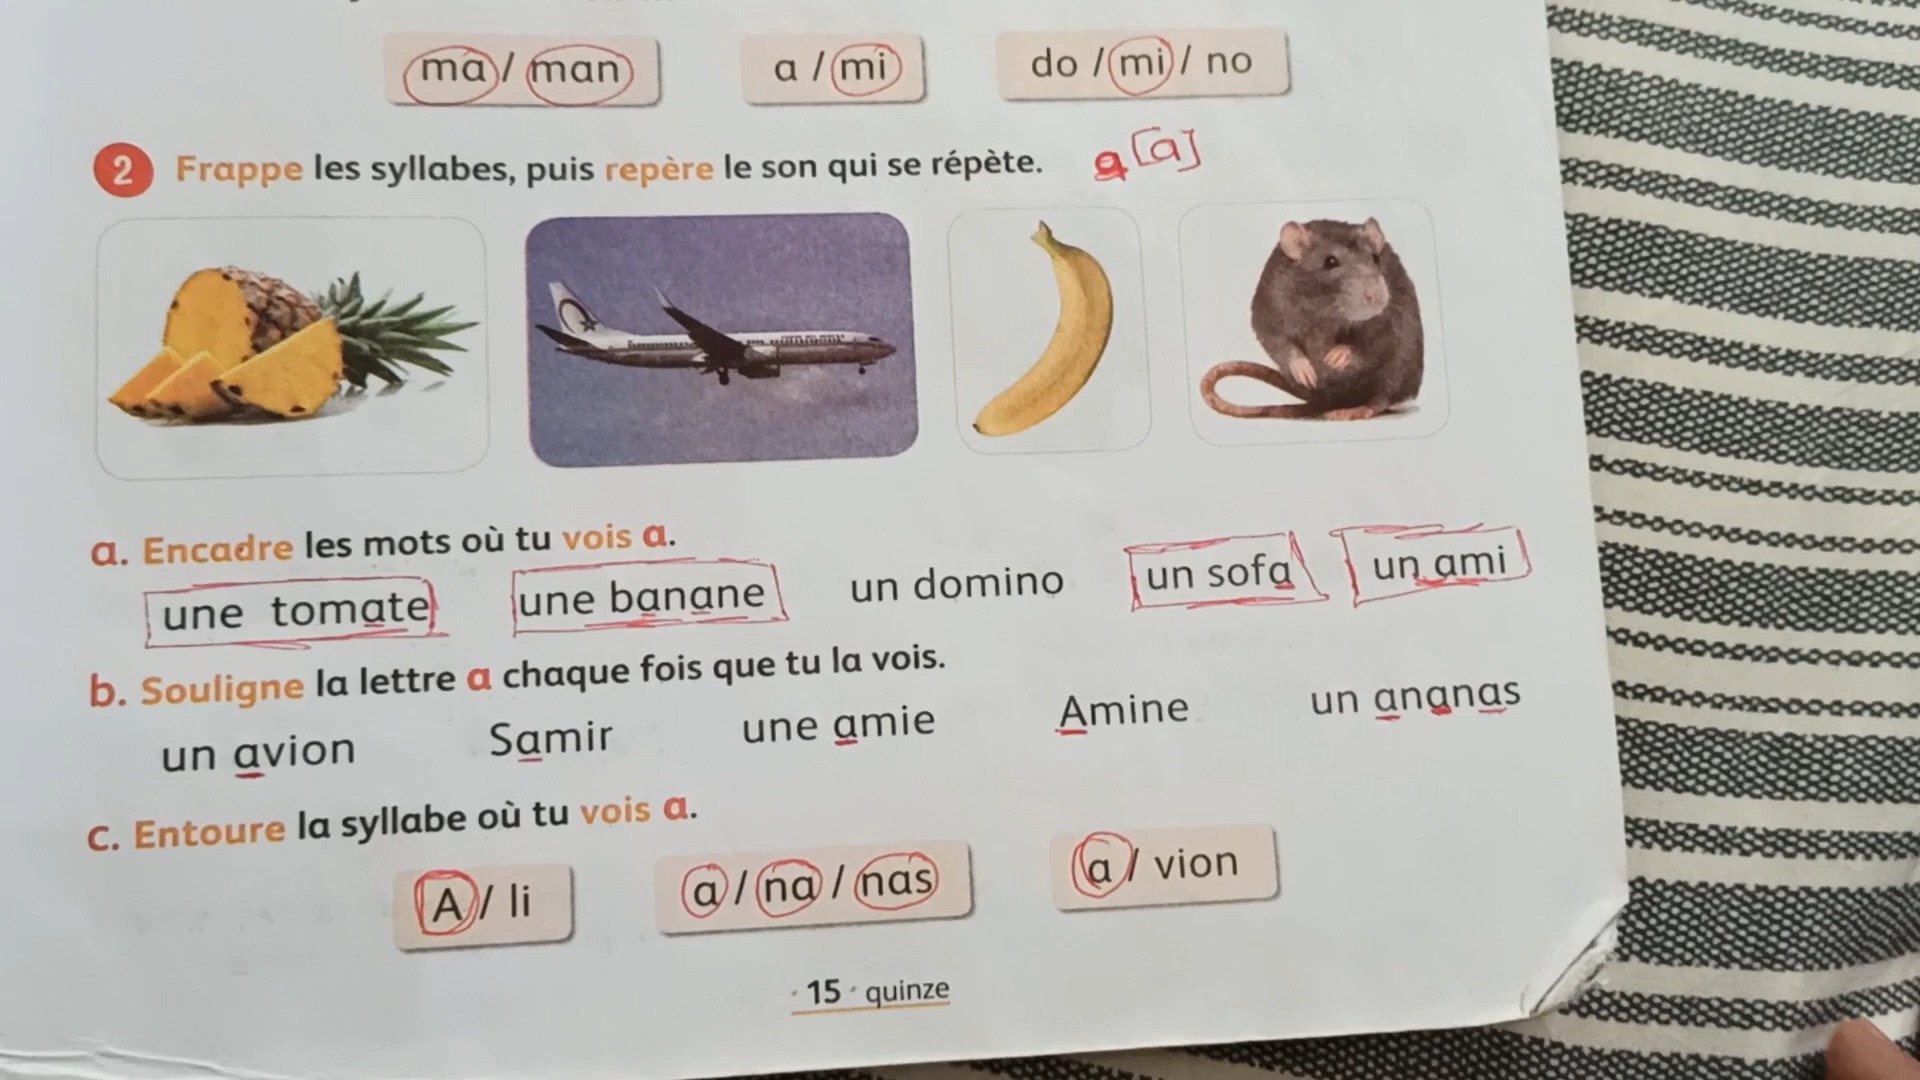 ma / man a / mi do / mi / no
2 Frappe les syllabes, puis repère le son qui se répète. a [a]
a. Encadre les mots où tu vois a.
une tomate une banane un domino un sofa un ami
b. Souligne la lettre a chaque fois que tu la vois.
un avion Samir une amie Amine un ananas
c. Entoure la syllabe où tu vois a.
A / li a / na / nas a / vion
· 15 · quinze